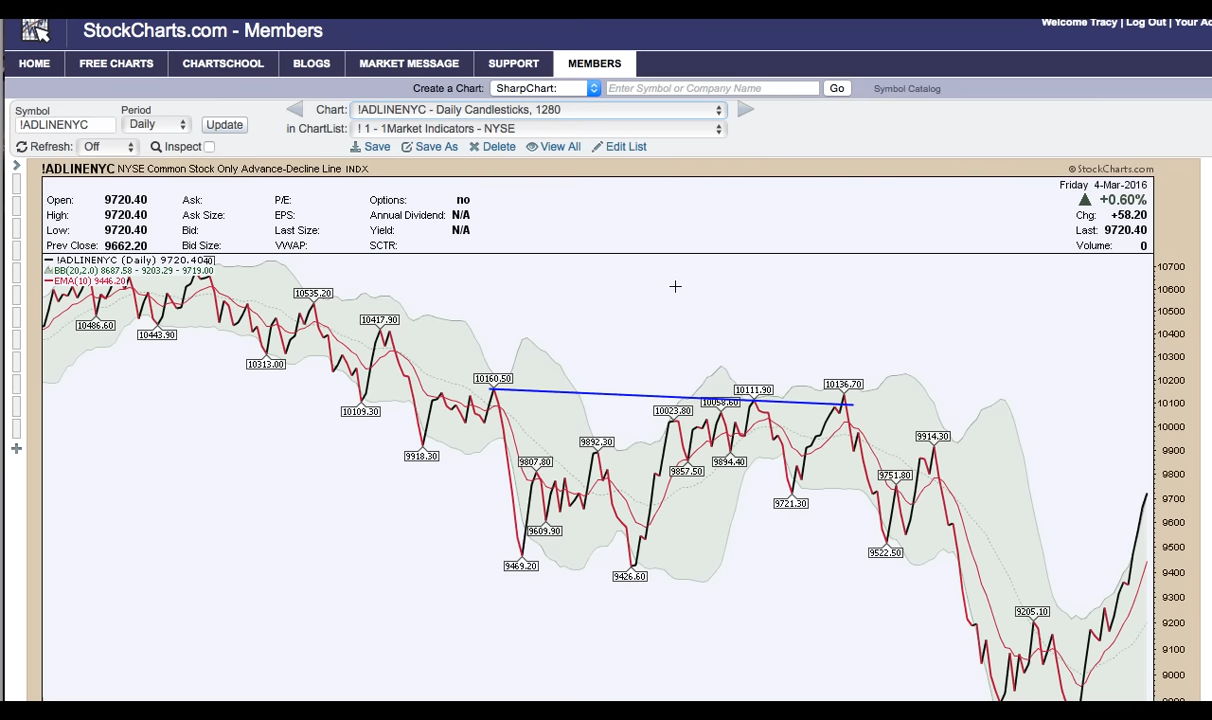 StockCharts.com - Members
Welcome Tracy | Log Out | Your Ac
HOME FREE CHARTS CHARTSCHOOL BLOGS MARKET MESSAGE SUPPORT MEMBERS
Create a Chart: SharpChart: Enter Symbol or Company Name Go Symbol Catalog
Symbol Period Chart: !ADLINENYC - Daily Candlesticks, 1280
!ADLINENYC Daily Update in ChartList: ! 1 - 1Market Indicators - NYSE
Refresh: Off Inspect Save Save As Delete View All Edit List
!ADLINENYC NYSE Common Stock Only Advance-Decline Line INDX © StockCharts.com
Friday 4-Mar-2016
Open: 9720.40 Ask: P/E: Options: no +0.60%
High: 9720.40 Ask Size: EPS: Annual Dividend: N/A Chg: +58.20
Low: 9720.40 Bid: Last Size: Yield: N/A Last: 9720.40
Prev Close: 9662.20 Bid Size: VWAP: SCTR: Volume: 0
!ADLINENYC (Daily) 9720.40
BB(20,2.0) 8687.58 - 9203.29 - 9719.00
EMA(10) 9446.20
10700
10600
10500
10400
10300
10200
10100
10000
9900
9800
9700
9600
9500
9400
9300
9200
9100
9000
10486.60
10443.90
10313.00
10535.20
10109.30
10417.90
9918.30
10160.50
9469.20
9807.80
9609.90
9892.30
9426.60
10023.80
9857.50
10058.60
9894.40
10111.90
9721.30
10136.70
9522.50
9751.80
9914.30
9205.10